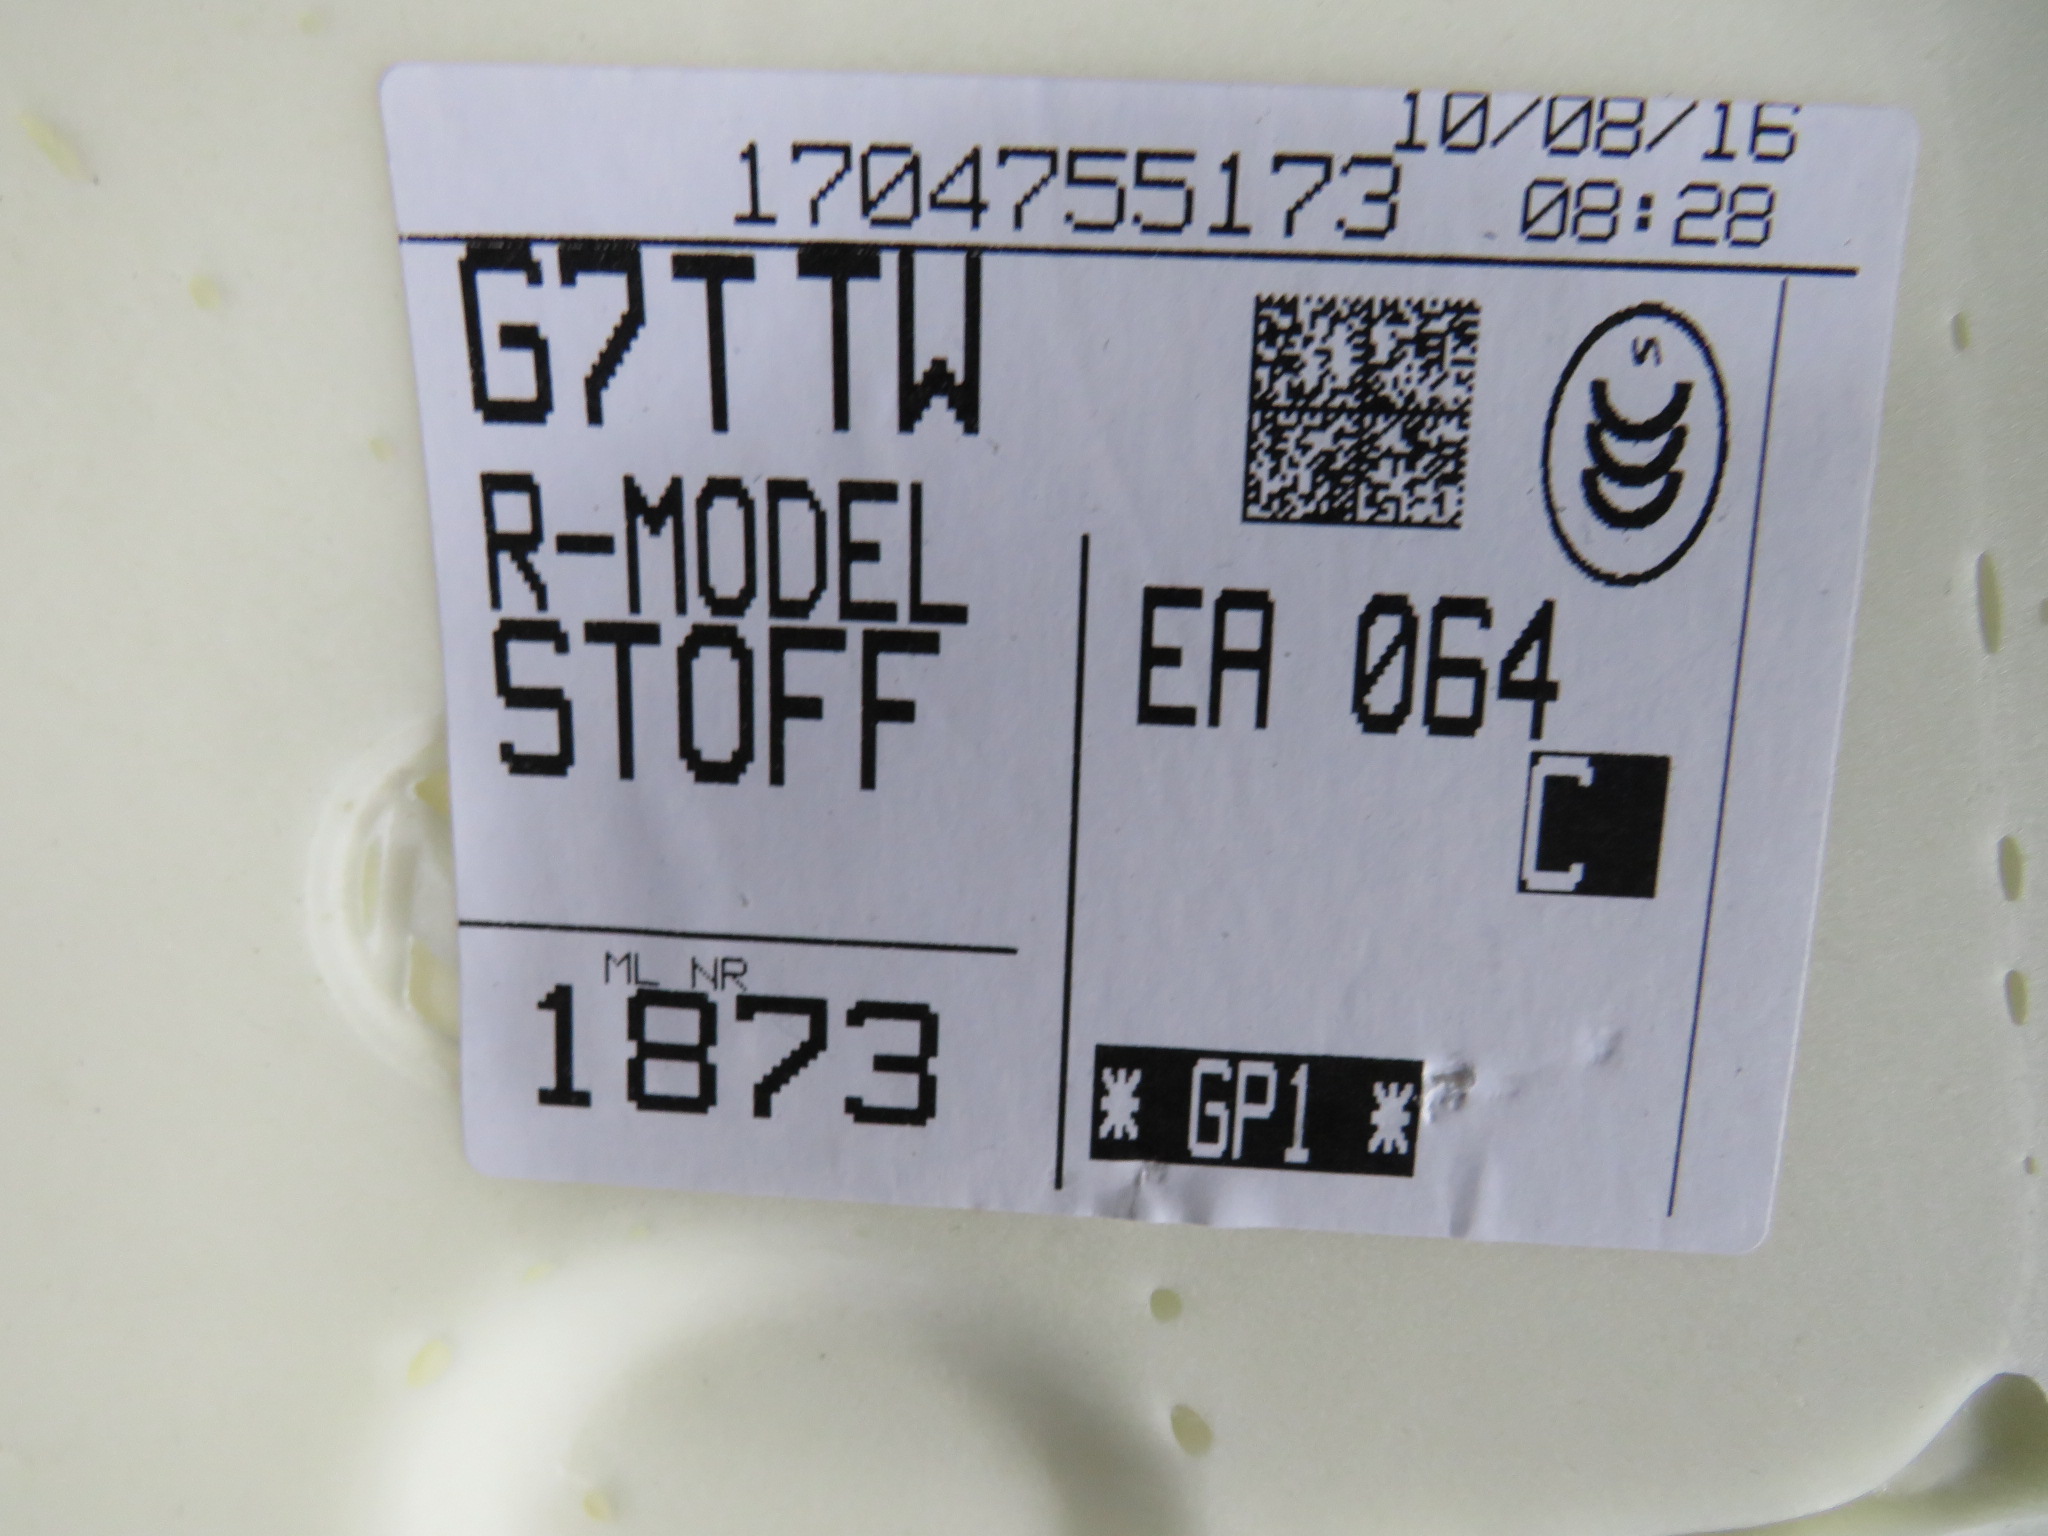 10/08/16
1704755173 08:28
G7TTW
S
R-MODEL
STOFF
EA 064
C
ML NR
1873
* GP1 *